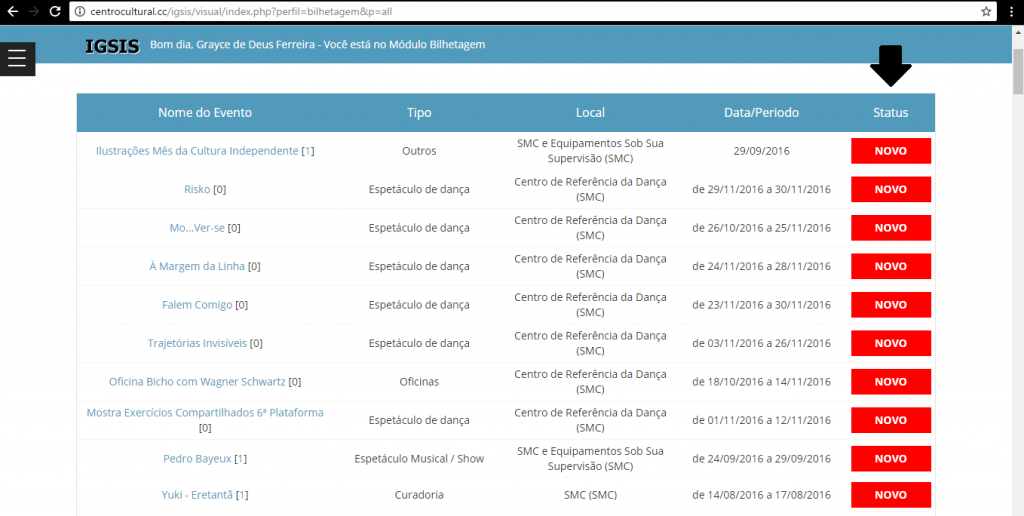 centrocultural.cc/igsis/visual/index.php?perfil=bilhetagem&p=all
IGSIS Bom dia, Grayce de Deus Ferreira - Você está no Módulo Bilhetagem
Nome do Evento Tipo Local Data/Periodo Status
Ilustrações Mês da Cultura Independente [1] Outros SMC e Equipamentos Sob Sua 29/09/2016 NOVO
Supervisão (SMC)
Risko [0] Espetáculo de dança Centro de Referência da Dança de 29/11/2016 a 30/11/2016 NOVO
(SMC)
Mo...Ver-se [0] Espetáculo de dança Centro de Referência da Dança de 26/10/2016 a 25/11/2016 NOVO
(SMC)
À Margem da Linha [0] Espetáculo de dança Centro de Referência da Dança de 24/11/2016 a 28/11/2016 NOVO
(SMC)
Falem Comigo [0] Espetáculo de dança Centro de Referência da Dança de 23/11/2016 a 30/11/2016 NOVO
(SMC)
Trajetórias Invisíveis [0] Espetáculo de dança Centro de Referência da Dança de 03/11/2016 a 26/11/2016 NOVO
(SMC)
Oficina Bicho com Wagner Schwartz [0] Oficinas Centro de Referência da Dança de 18/10/2016 a 14/11/2016 NOVO
(SMC)
Mostra Exercícios Compartilhados 6ª Plataforma Espetáculo de dança Centro de Referência da Dança de 01/11/2016 a 12/11/2016 NOVO
[0] (SMC)
Pedro Bayeux [1] Espetáculo Musical / Show SMC e Equipamentos Sob Sua de 24/09/2016 a 29/09/2016 NOVO
Supervisão (SMC)
Yuki - Eretantã [1] Curadoria SMC (SMC) de 14/08/2016 a 17/08/2016 NOVO